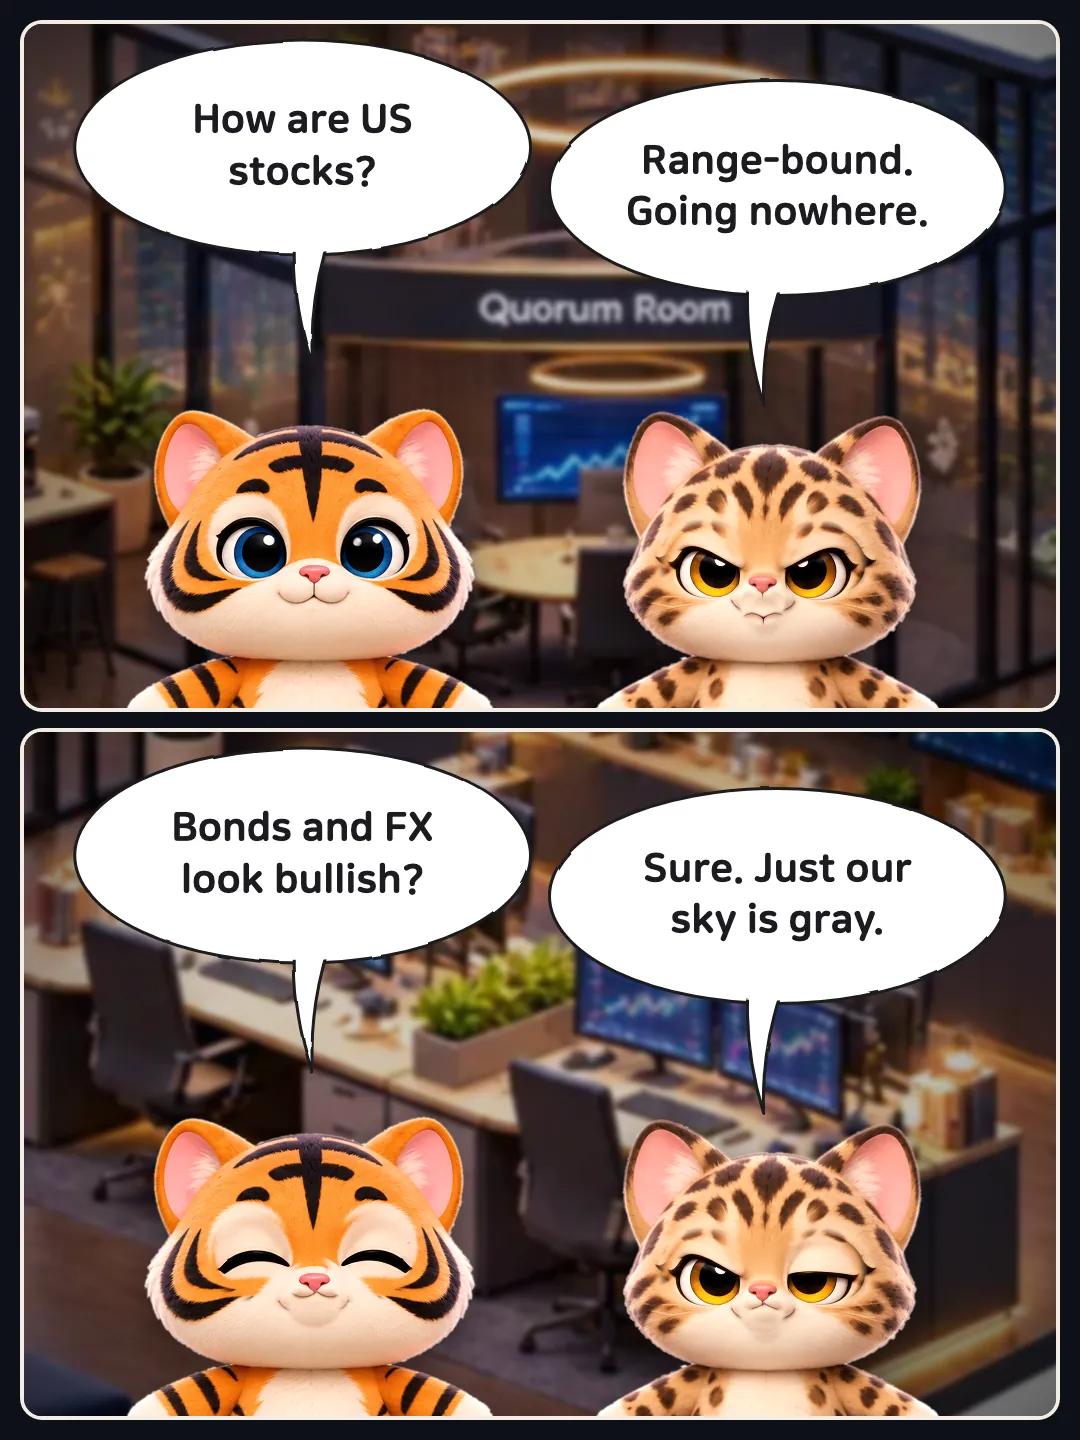 How are US
stocks?
Range-bound.
Going nowhere.
Quorum Room
Bonds and FX
look bullish?
Sure. Just our
sky is gray.